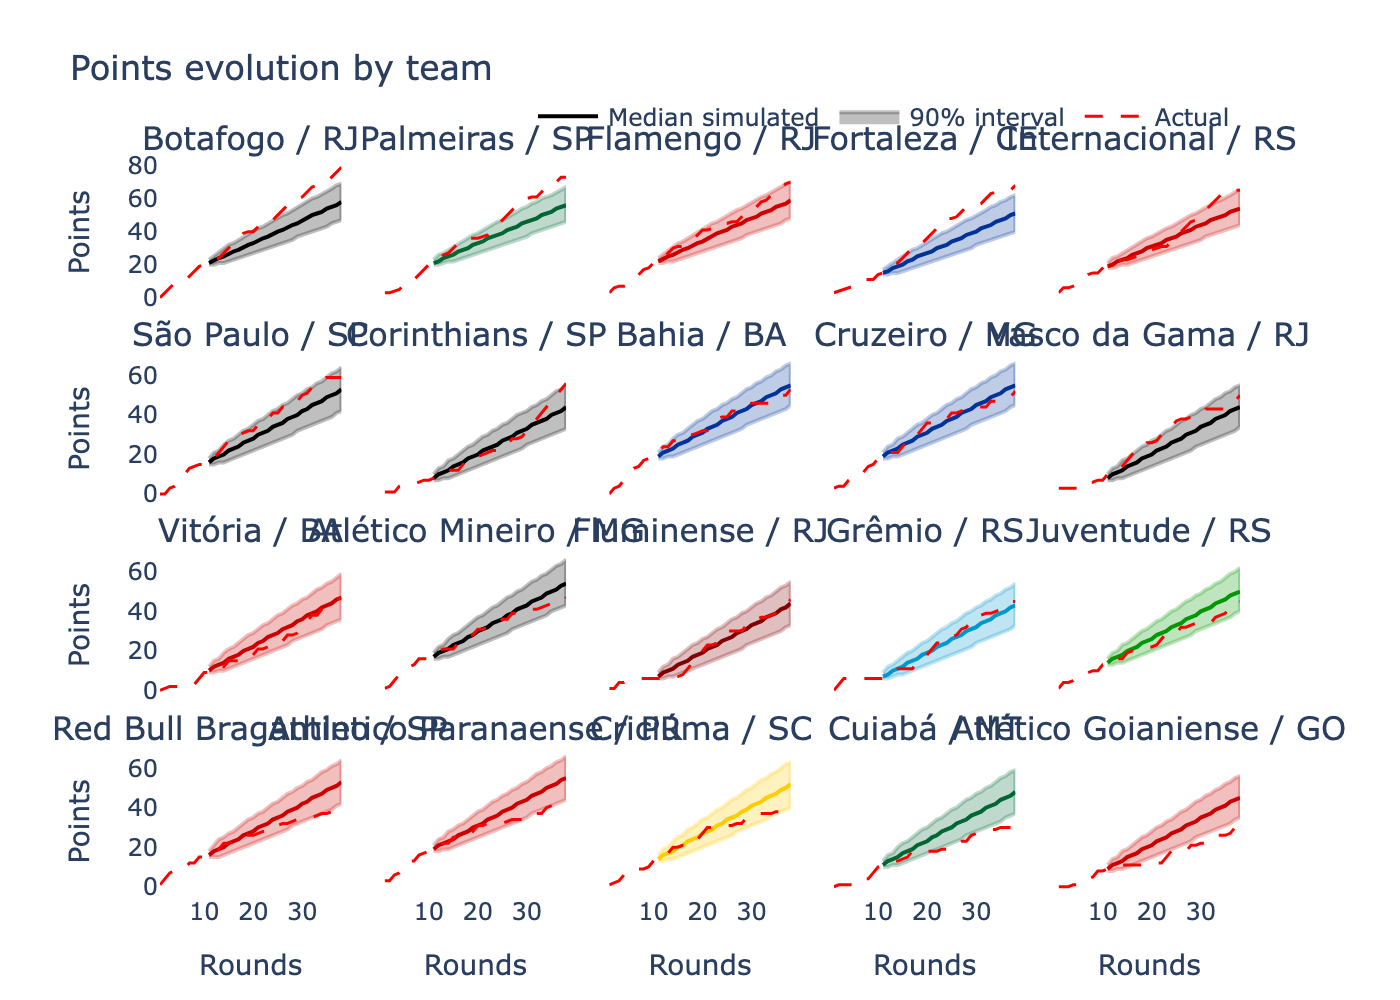 Points evolution by team
Median simulated 90% interval Actual
Botafogo / RJ Palmeiras / SP Flamengo / RJ Fortaleza / CE Internacional / RS
80
60
40
20
0
Points
São Paulo / SP Corinthians / SP Bahia / BA Cruzeiro / MG Vasco da Gama / RJ
60
40
20
0
Points
Vitória / BA Atlético Mineiro / MG Fluminense / RJ Grêmio / RS Juventude / RS
60
40
20
0
Points
Red Bull Bragantino / SP Athletico Paranaense / PR Criciúma / SC Cuiabá / MT Atlético Goianiense / GO
60
40
20
0
Points
10 20 30 10 20 30 10 20 30 10 20 30 10 20 30
Rounds Rounds Rounds Rounds Rounds